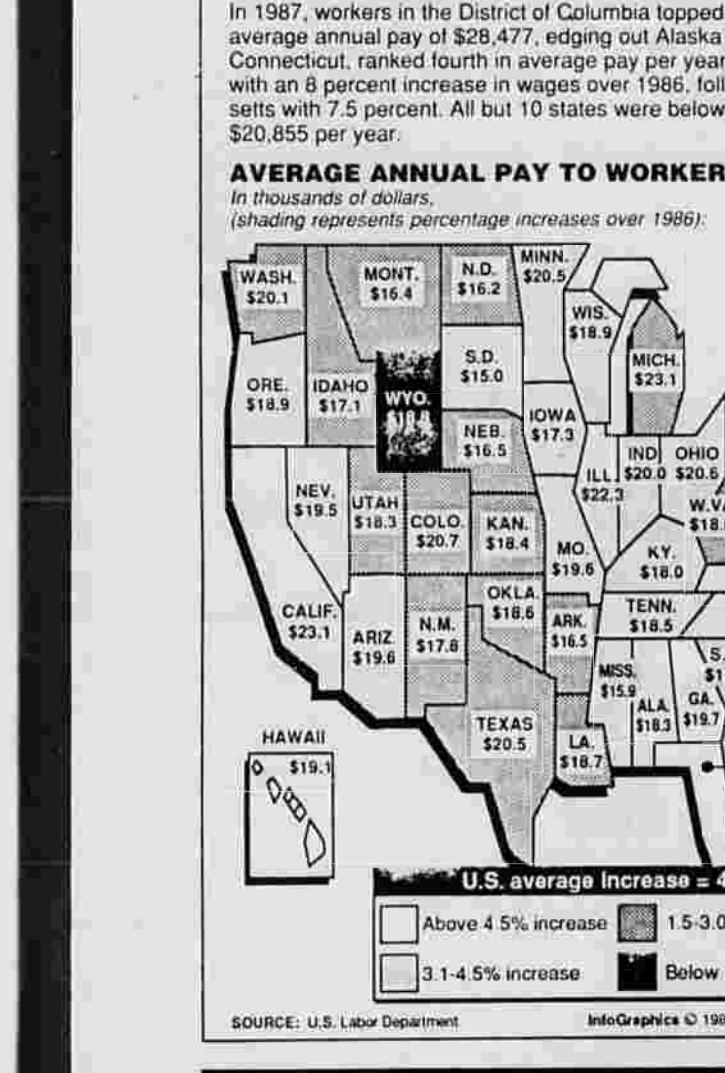 In 1987, workers in the District of Columbia topped
average annual pay of $28,477, edging out Alaska
Connecticut, ranked fourth in average pay per year
with an 8 percent increase in wages over 1986, foll
setts with 7.5 percent. All but 10 states were below
$20,855 per year.
AVERAGE ANNUAL PAY TO WORKER
In thousands of dollars,
(shading represents percentage increases over 1986):
WASH.
$20.1
MONT.
$16.4
N.D.
$16.2
MINN.
$20.5
WIS.
$18.9
MICH.
$23.1
ORE.
$18.9
IDAHO
$17.1
WYO.
S.D.
$15.0
NEB.
$16.5
IOWA
$17.3
ILL.
$22.3
IND
$20.0
OHIO
$20.6
NEV.
$19.5
UTAH
$18.3
COLO.
$20.7
KAN.
$18.4
MO.
$19.6
KY.
$18.0
W.VA
$18.
CALIF.
$23.1
ARIZ
$19.6
N.M.
OKLA.
$18.6
ARK.
$16.5
TENN.
$18.5
MISS.
$15.9
ALA.
$18.3
GA.
$19.7
S.
$1
TEXAS
$20.5
LA.
$18.7
HAWAII
$19.1
U.S. average Increase = 4
Above 4.5% increase
1.5-3.0
3.1-4.5% increase
Below
SOURCE: U.S. Labor Department
InfoGraphics © 198